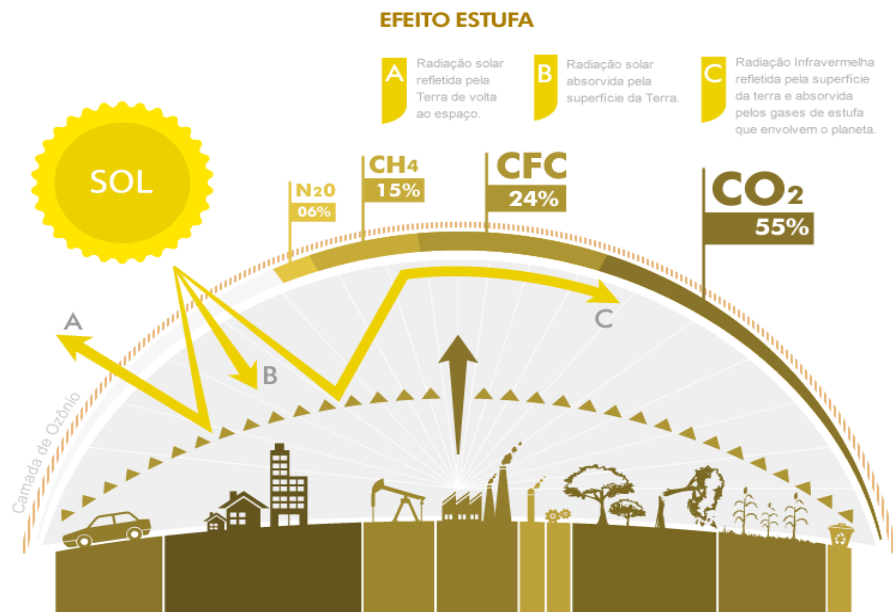 EFEITO ESTUFA
A
Radiação solar
refletida pela
Terra de volta
ao espaço.
B
Radiação solar
absorvida pela
superfície da Terra.
C
Radiação Infravermelha
refletida pela superfície
da terra e absorvida
pelos gases de estufa
que envolvem o planeta.
SOL
N20
06%
CH4
15%
CFC
24%
CO2
55%
A
B
C
Camada de Ozônio